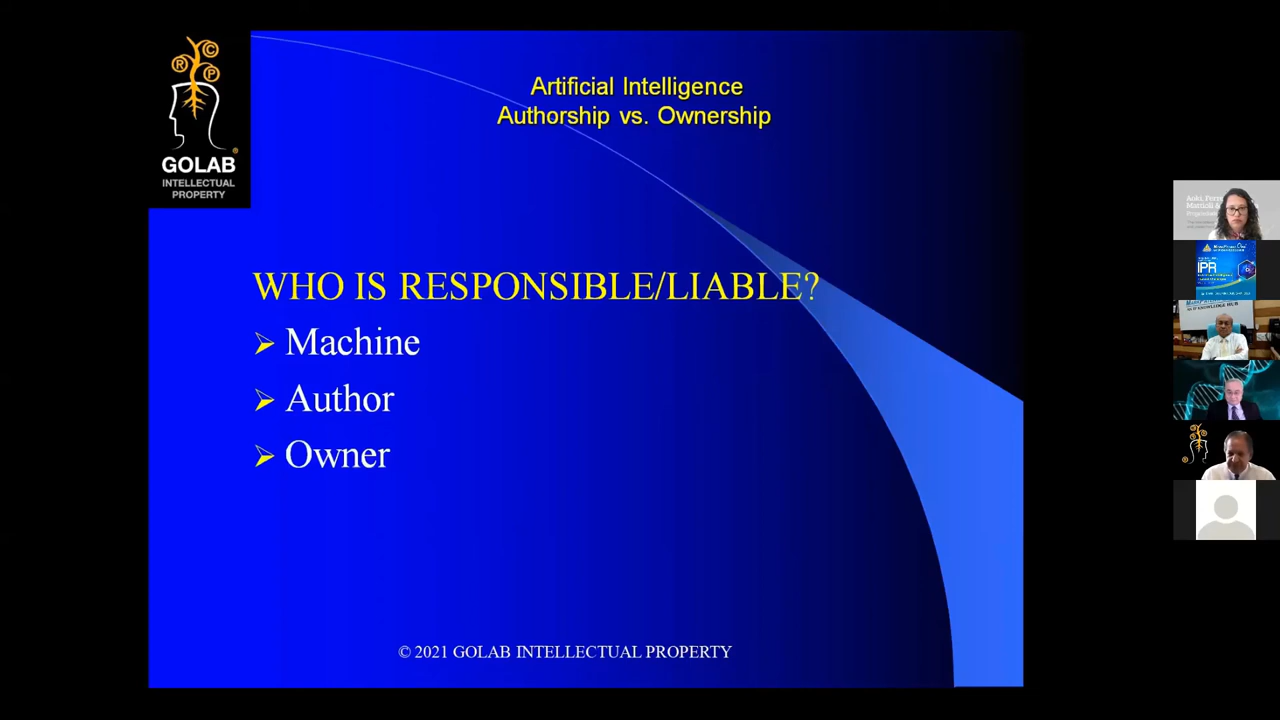 R
C
P
GOLAB
INTELLECTUAL
PROPERTY
Artificial Intelligence
Authorship vs. Ownership
WHO IS RESPONSIBLE/LIABLE?
Machine
Author
Owner
© 2021 GOLAB INTELLECTUAL PROPERTY
IPR